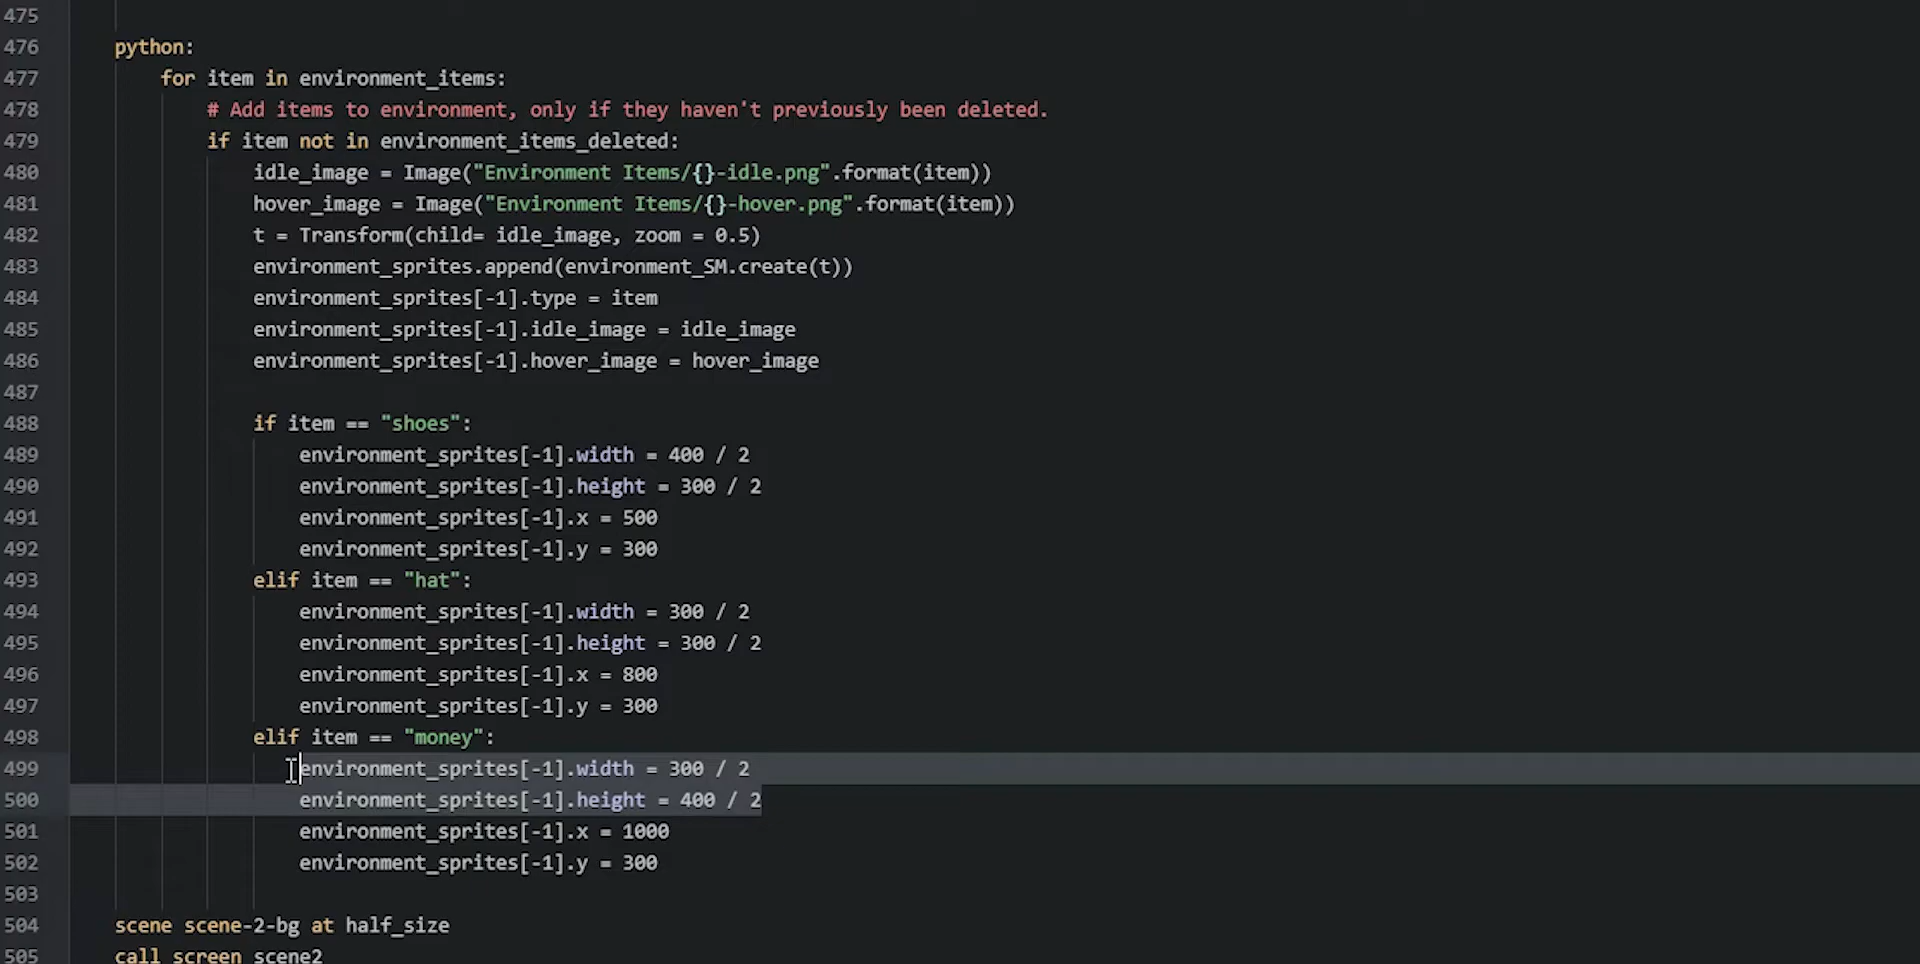 475
476 python:
477 for item in environment_items:
478 # Add items to environment, only if they haven't previously been deleted.
479 if item not in environment_items_deleted:
480 idle_image = Image("Environment Items/{}-idle.png".format(item))
481 hover_image = Image("Environment Items/{}-hover.png".format(item))
482 t = Transform(child= idle_image, zoom = 0.5)
483 environment_sprites.append(environment_SM.create(t))
484 environment_sprites[-1].type = item
485 environment_sprites[-1].idle_image = idle_image
486 environment_sprites[-1].hover_image = hover_image
487
488 if item == "shoes":
489 environment_sprites[-1].width = 400 / 2
490 environment_sprites[-1].height = 300 / 2
491 environment_sprites[-1].x = 500
492 environment_sprites[-1].y = 300
493 elif item == "hat":
494 environment_sprites[-1].width = 300 / 2
495 environment_sprites[-1].height = 300 / 2
496 environment_sprites[-1].x = 800
497 environment_sprites[-1].y = 300
498 elif item == "money":
499 environment_sprites[-1].width = 300 / 2
500 environment_sprites[-1].height = 400 / 2
501 environment_sprites[-1].x = 1000
502 environment_sprites[-1].y = 300
503
504 scene scene-2-bg at half_size
505 call screen scene2